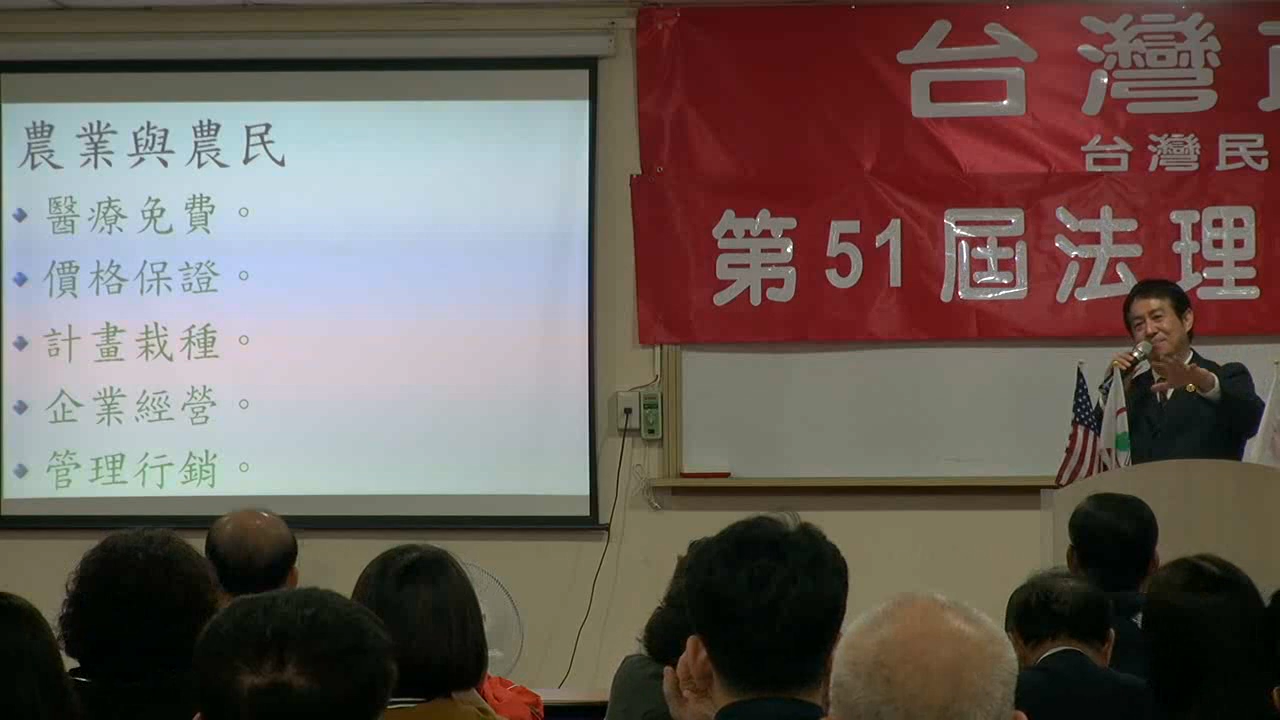 農業與農民
醫療免費。
價格保證。
計畫栽種。
企業經營。
管理行銷。
台灣
台灣民
第51屆法理